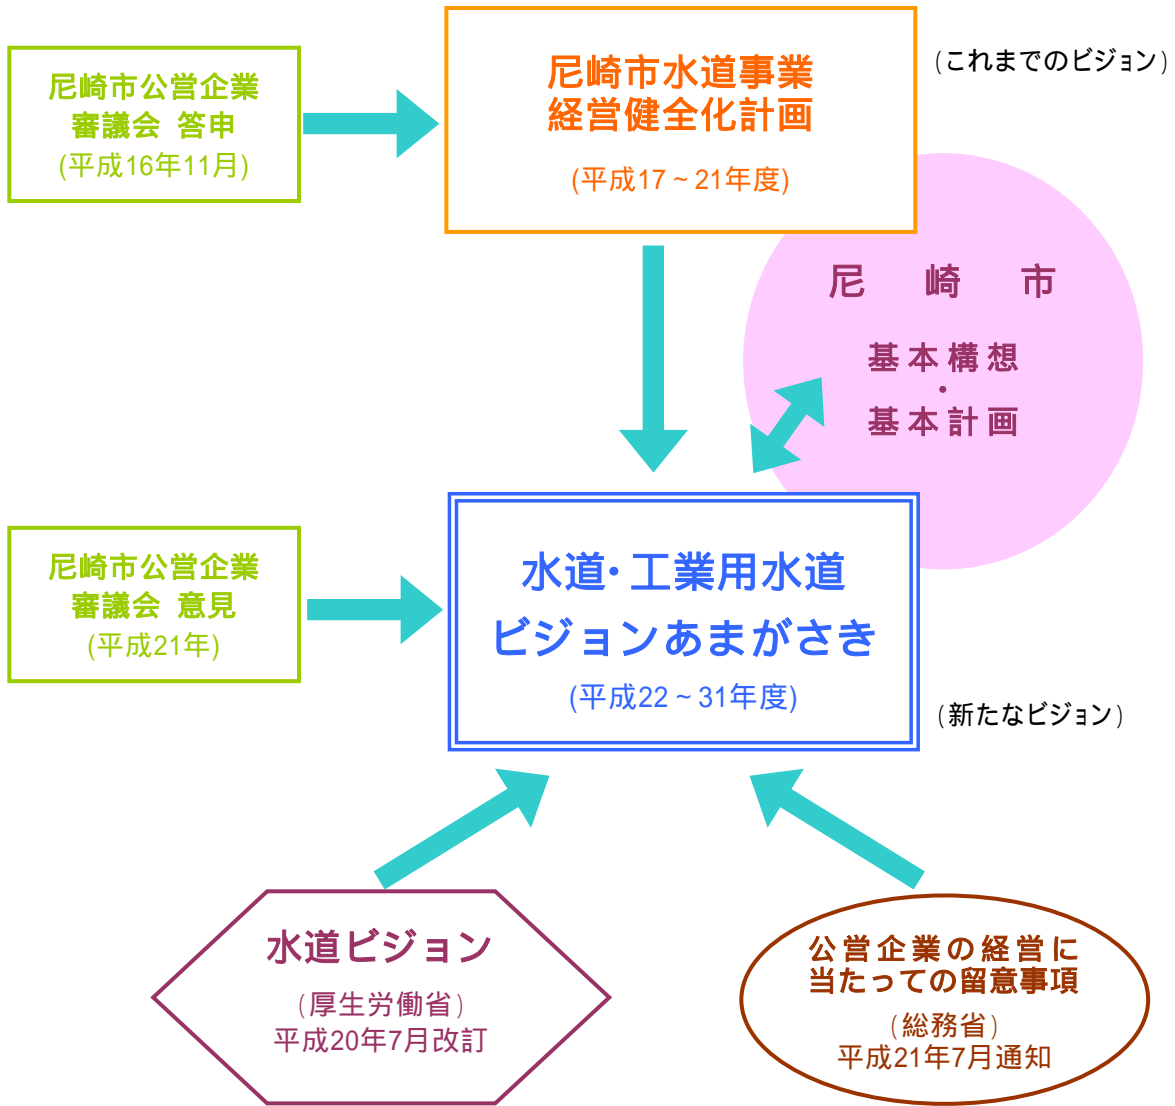 尼崎市公営企業
審議会 答申
(平成16年11月)
尼崎市水道事業
経営健全化計画
(平成17～21年度)
(これまでのビジョン)
尼 崎 市
基本構想
・
基本計画
尼崎市公営企業
審議会 意見
(平成21年)
水道・工業用水道
ビジョンあまがさき
(平成22～31年度)
(新たなビジョン)
水道ビジョン
(厚生労働省)
平成20年7月改訂
公営企業の経営に
当たっての留意事項
(総務省)
平成21年7月通知